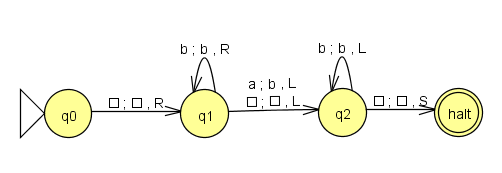 b ; b , R
b ; b , L
a ; b , L
□ ; □ , R
□ ; □ , L
□ ; □ , S
q0
q1
q2
halt